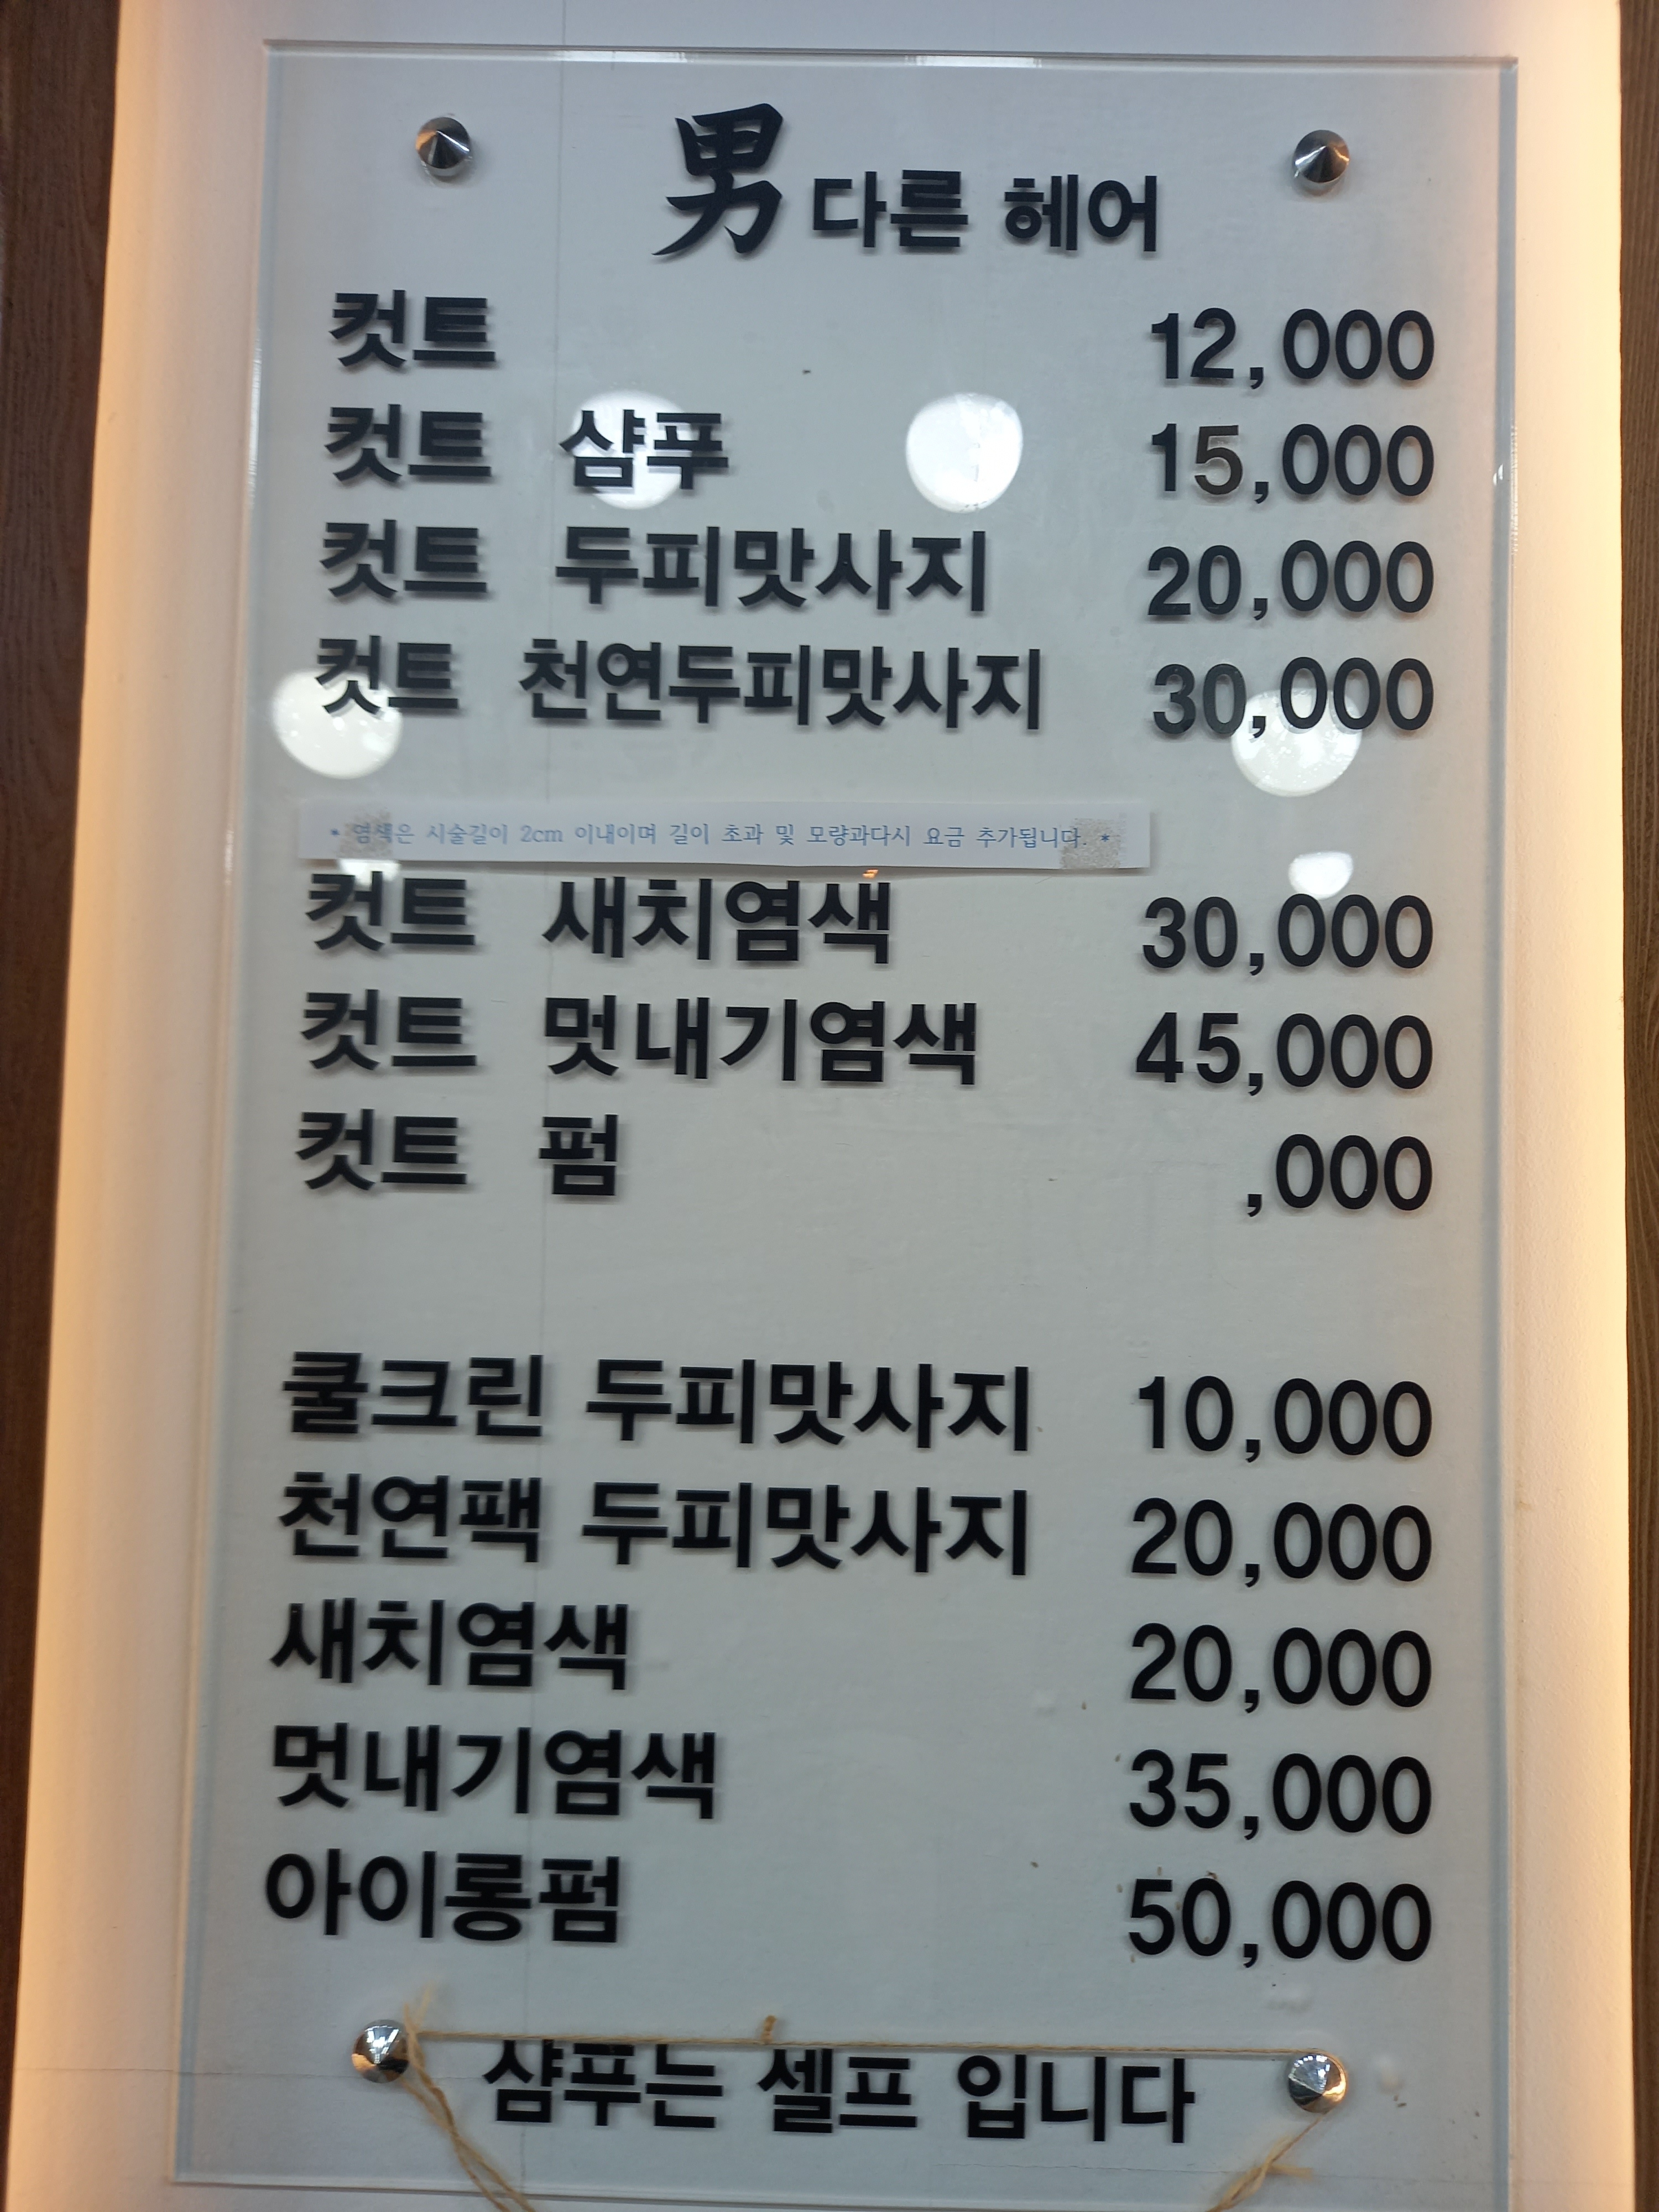 男다른 헤어
컷트 12,000
컷트 샴푸 15,000
컷트 두피맛사지 20,000
컷트 천연두피맛사지 30,000
* 염색은 시술길이 2cm 이내이며 길이 초과 및 모량과다시 요금 추가됩니다. *
컷트 새치염색 30,000
컷트 멋내기염색 45,000
컷트 펌 ,000
쿨크린 두피맛사지 10,000
천연팩 두피맛사지 20,000
새치염색 20,000
멋내기염색 35,000
아이롱펌 50,000
샴푸는 셀프 입니다